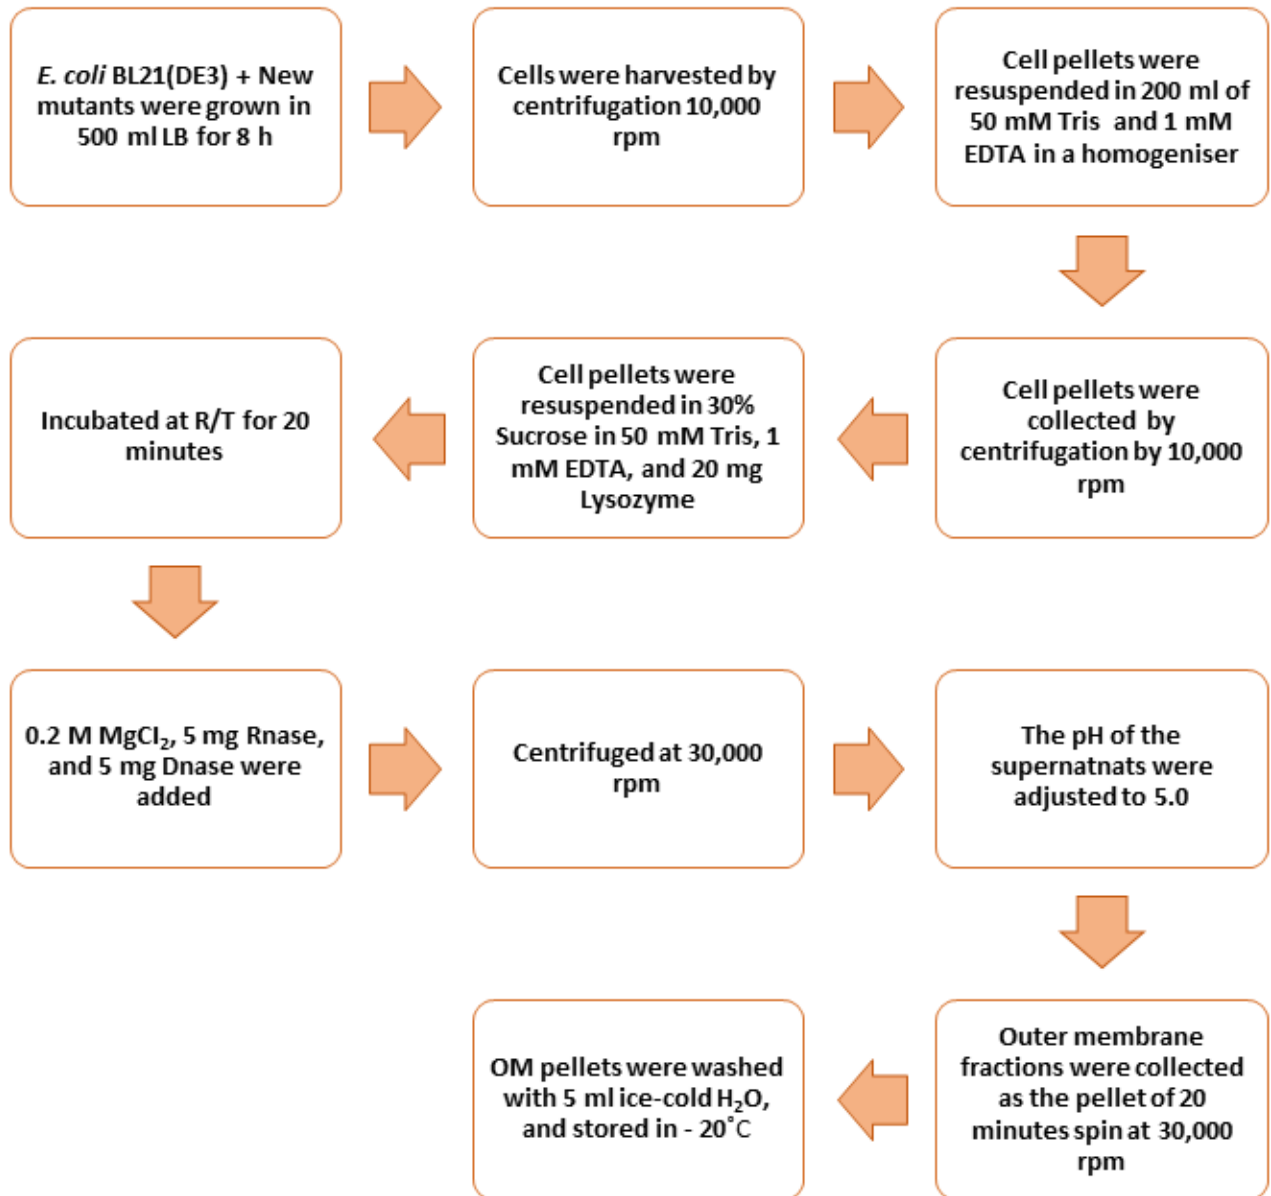 E. coli BL21(DE3) + New
mutants were grown in
500 ml LB for 8 h
Cells were harvested by
centrifugation 10,000
rpm
Cell pellets were
resuspended in 200 ml of
50 mM Tris and 1 mM
EDTA in a homogeniser
Cell pellets were
collected by
centrifugation by 10,000
rpm
Cell pellets were
resuspended in 30%
Sucrose in 50 mM Tris, 1
mM EDTA, and 20 mg
Lysozyme
Incubated at R/T for 20
minutes
0.2 M MgCl₂, 5 mg Rnase,
and 5 mg Dnase were
added
Centrifuged at 30,000
rpm
The pH of the
supernatnats were
adjusted to 5.0
Outer membrane
fractions were collected
as the pellet of 20
minutes spin at 30,000
rpm
OM pellets were washed
with 5 ml ice-cold H₂O,
and stored in - 20˚C